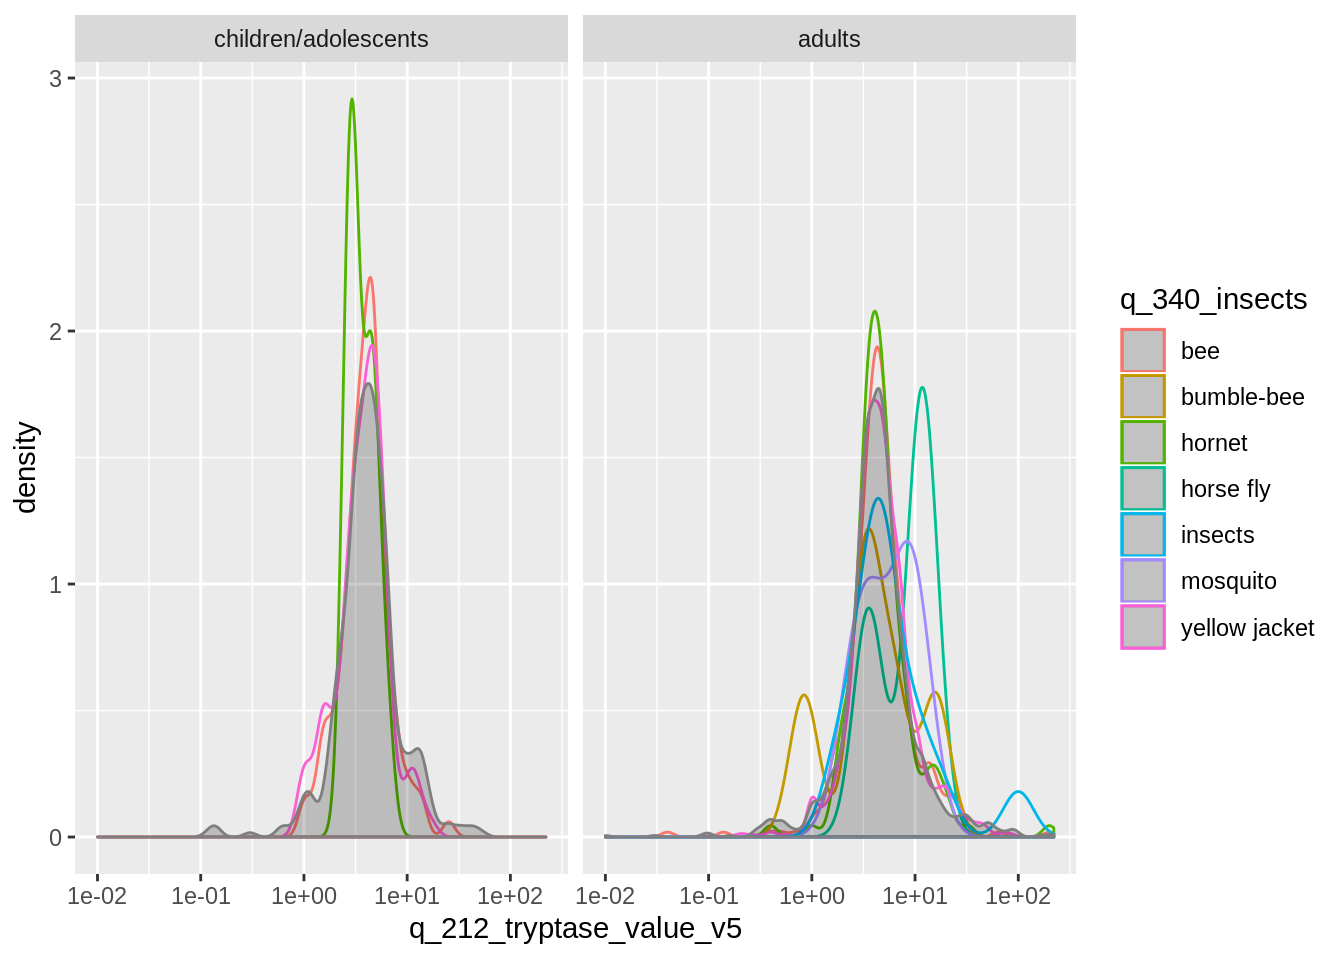 children/adolescents
adults
3
2
1
0
density
1e-02
1e-01
1e+00
1e+01
1e+02
1e-02
1e-01
1e+00
1e+01
1e+02
q_212_tryptase_value_v5
q_340_insects
bee
bumble-bee
hornet
horse fly
insects
mosquito
yellow jacket